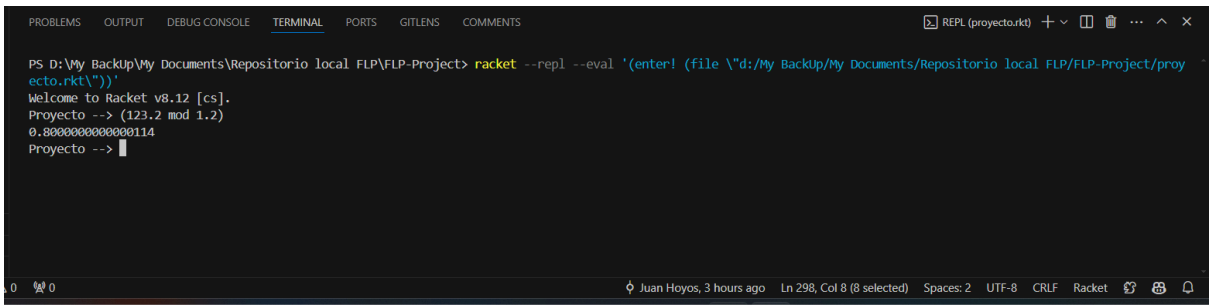 PROBLEMS OUTPUT DEBUG CONSOLE TERMINAL PORTS GITLENS COMMENTS REPL (proyecto.rkt)
PS D:\My BackUp\My Documents\Repositorio local FLP\FLP-Project> racket --repl --eval '(enter! (file \"d:/My BackUp/My Documents/Repositorio local FLP/FLP-Project/proy
ecto.rkt\"))'
Welcome to Racket v8.12 [cs].
Proyecto --> (123.2 mod 1.2)
0.8000000000000114
Proyecto -->
0 0 Juan Hoyos, 3 hours ago Ln 298, Col 8 (8 selected) Spaces: 2 UTF-8 CRLF Racket